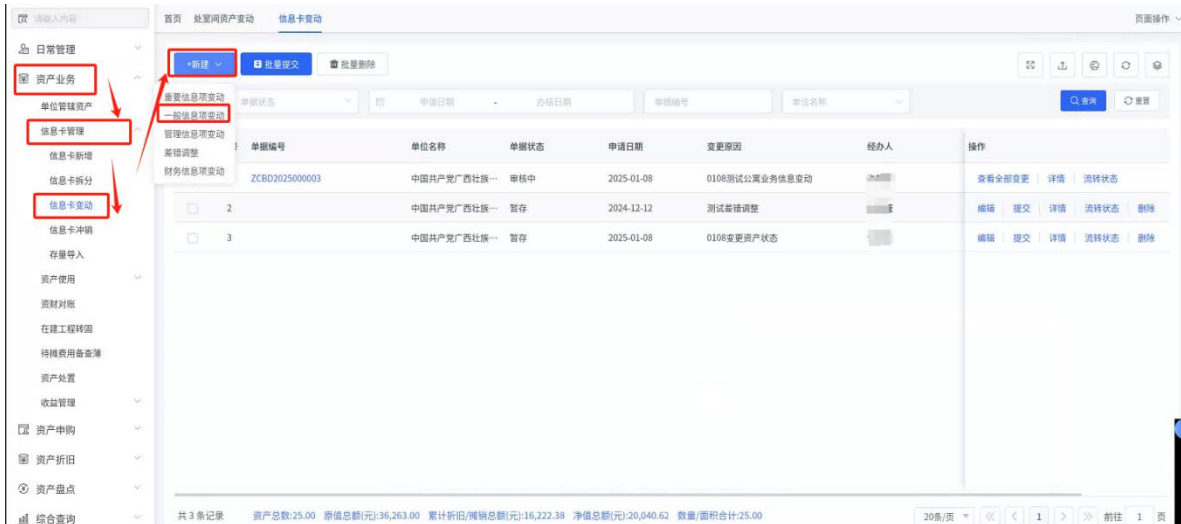 请输入内容
首页 处室间资产变动 信息卡变动 页面操作
日常管理
资产业务
单位管辖资产
信息卡管理
信息卡新增
信息卡拆分
信息卡变动
信息卡冲销
存量导入
资产使用
资财对账
在建工程转固
待摊费用备查簿
资产处置
收益管理
资产申购
资产折旧
资产盘点
综合查询
+新建 批量提交 批量删除
重要信息项变动
一般信息项变动
管理信息项变动
差错调整
财务信息项变动
单据状态 申请日期 - 办结日期 单据编号 单位名称 查询 重置
单据编号 单位名称 单据状态 申请日期 变更原因 经办人 操作
ZCBD2025000003 中国共产党广西壮族… 审核中 2025-01-08 0108测试公寓业务信息变动 查看全部变更 详情 流转状态
2 中国共产党广西壮族… 暂存 2024-12-12 测试差错调整 编辑 提交 详情 流转状态 删除
3 中国共产党广西壮族… 暂存 2025-01-08 0108变更资产状态 编辑 提交 详情 流转状态 删除
共 3 条记录 资产总数:25.00 原值总额(元):36,263.00 累计折旧/摊销总额(元):16,222.38 净值总额(元):20,040.62 数量/面积合计:25.00 20条/页 1 前往 1 页